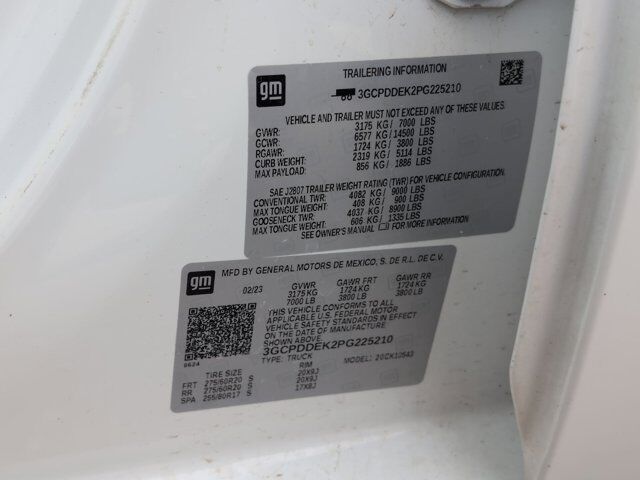 gm
TRAILERING INFORMATION
3GCPDDEK2PG225210
VEHICLE AND TRAILER MUST NOT EXCEED ANY OF THESE VALUES.
GVWR: 3175 KG / 7000 LBS
GCWR: 6577 KG / 14500 LBS
RGAWR: 1724 KG / 3800 LBS
CURB WEIGHT: 2319 KG / 5114 LBS
MAX PAYLOAD: 856 KG / 1886 LBS
SAE J2807 TRAILER WEIGHT RATING (TWR) FOR VEHICLE CONFIGURATION.
CONVENTIONAL TWR: 4082 KG / 9000 LBS
MAX TONGUE WEIGHT: 408 KG / 900 LBS
GOOSENECK TWR: 4037 KG / 8900 LBS
MAX TONGUE WEIGHT: 606 KG / 1335 LBS
SEE OWNER'S MANUAL FOR MORE INFORMATION
gm
MFD BY GENERAL MOTORS DE MEXICO, S. DE R.L. DE C.V.
02/23 GVWR GAWR FRT GAWR RR
3175 KG 1724 KG 1724 KG
7000 LB 3800 LB 3800 LB
THIS VEHICLE CONFORMS TO ALL
APPLICABLE U.S. FEDERAL MOTOR
VEHICLE SAFETY STANDARDS IN
EFFECT ON THE DATE OF MANUFACTURE
SHOWN ABOVE.
3GCPDDEK2PG225210
TYPE: TRUCK MODEL: 2GCK10543
9624
TIRE SIZE RIM
FRT 275/60R20 S 20X9J
RR 275/60R20 S 20X9J
SPA 255/80R17 S 17X8J